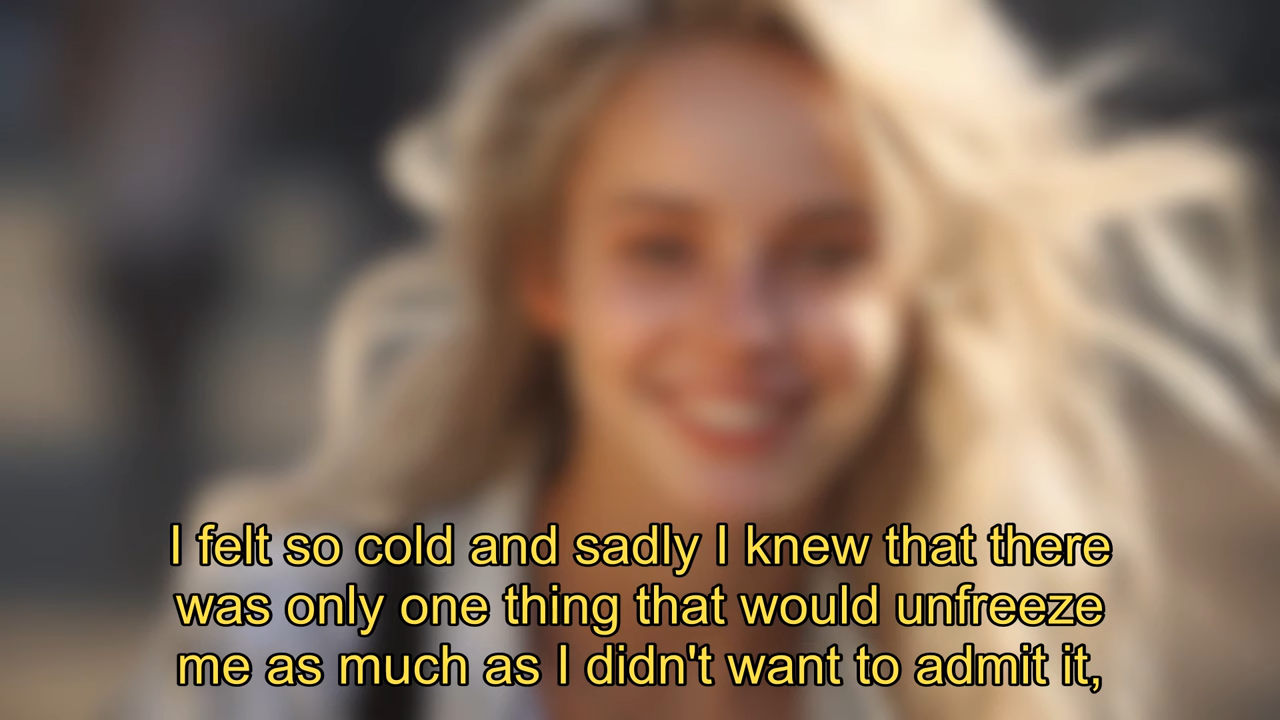 I felt so cold and sadly I knew that there
was only one thing that would unfreeze
me as much as I didn't want to admit it,